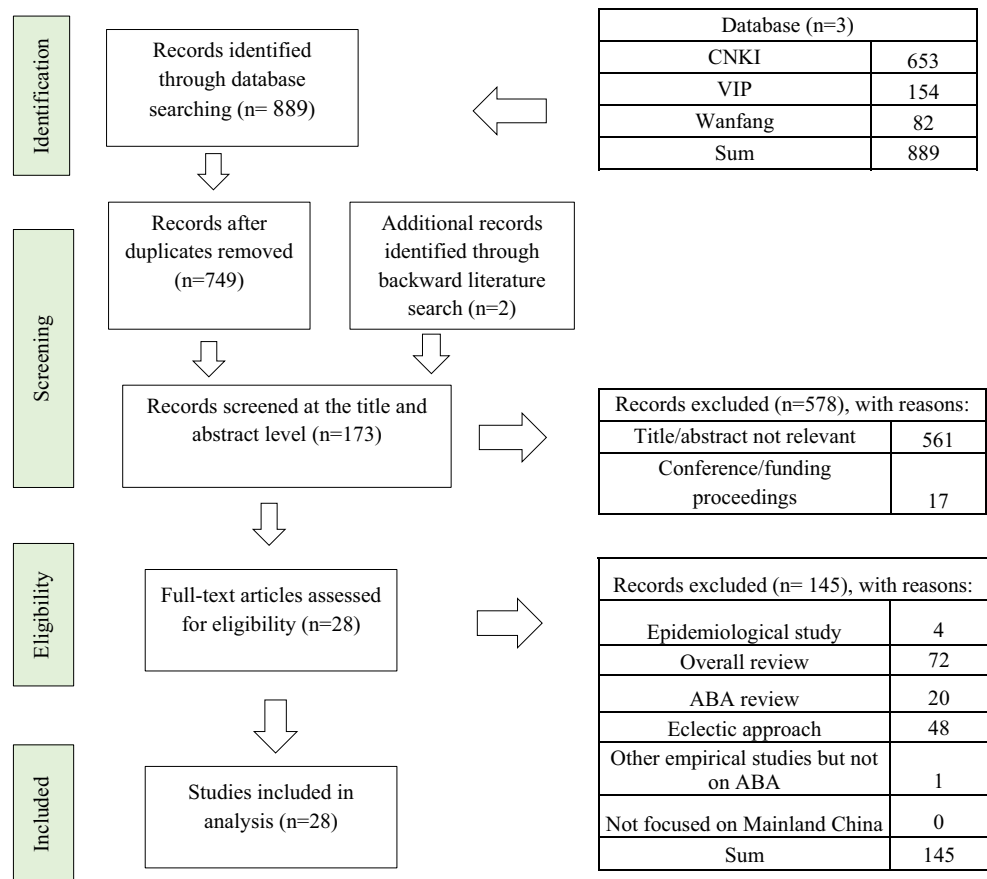 Identification
Records identified
through database
searching (n= 889)
Database (n=3)
CNKI 653
VIP 154
Wanfang 82
Sum 889
Screening
Records after
duplicates removed
(n=749)
Additional records
identified through
backward literature
search (n=2)
Records screened at the title and
abstract level (n=173)
Records excluded (n=578), with reasons:
Title/abstract not relevant 561
Conference/funding
proceedings 17
Eligibility
Full-text articles assessed
for eligibility (n=28)
Records excluded (n= 145), with reasons:
Epidemiological study 4
Overall review 72
ABA review 20
Eclectic approach 48
Other empirical studies but not
on ABA 1
Not focused on Mainland China 0
Sum 145
Included
Studies included in
analysis (n=28)